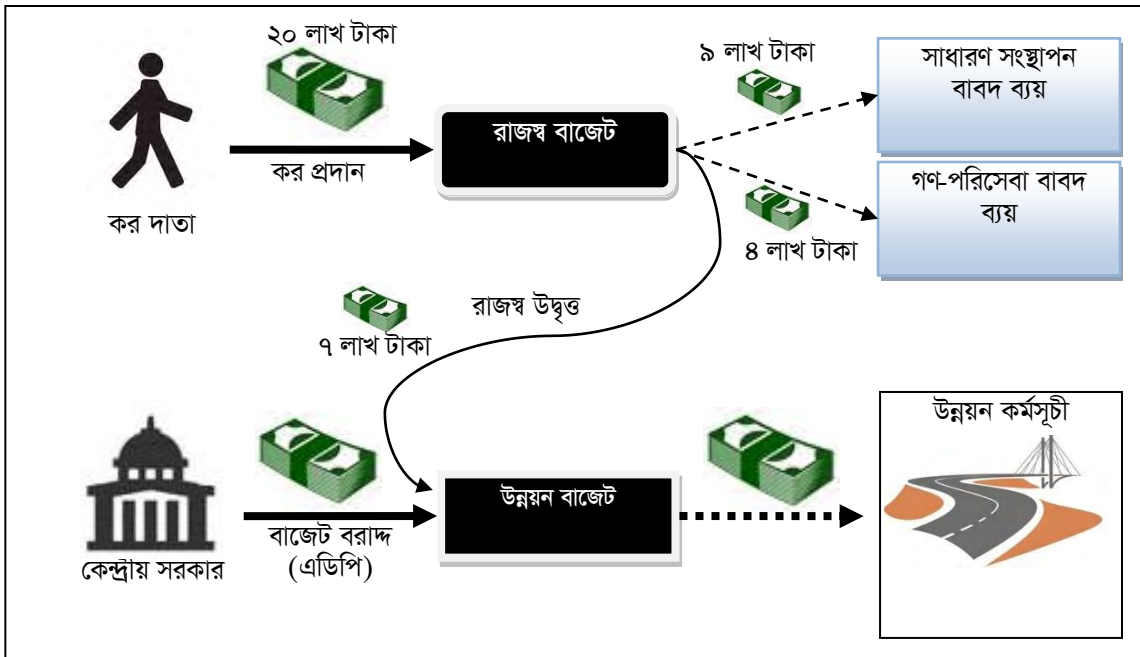 ২০ লাখ টাকা
৯ লাখ টাকা
সাধারণ সংস্থাপন
বাবদ ব্যয়
রাজস্ব বাজেট
কর প্রদান
কর দাতা
গণ-পরিসেবা বাবদ
ব্যয়
৪ লাখ টাকা
রাজস্ব উদ্বৃত্ত
৭ লাখ টাকা
উন্নয়ন কর্মসূচী
উন্নয়ন বাজেট
বাজেট বরাদ্দ
(এডিপি)
কেন্দ্রীয় সরকার